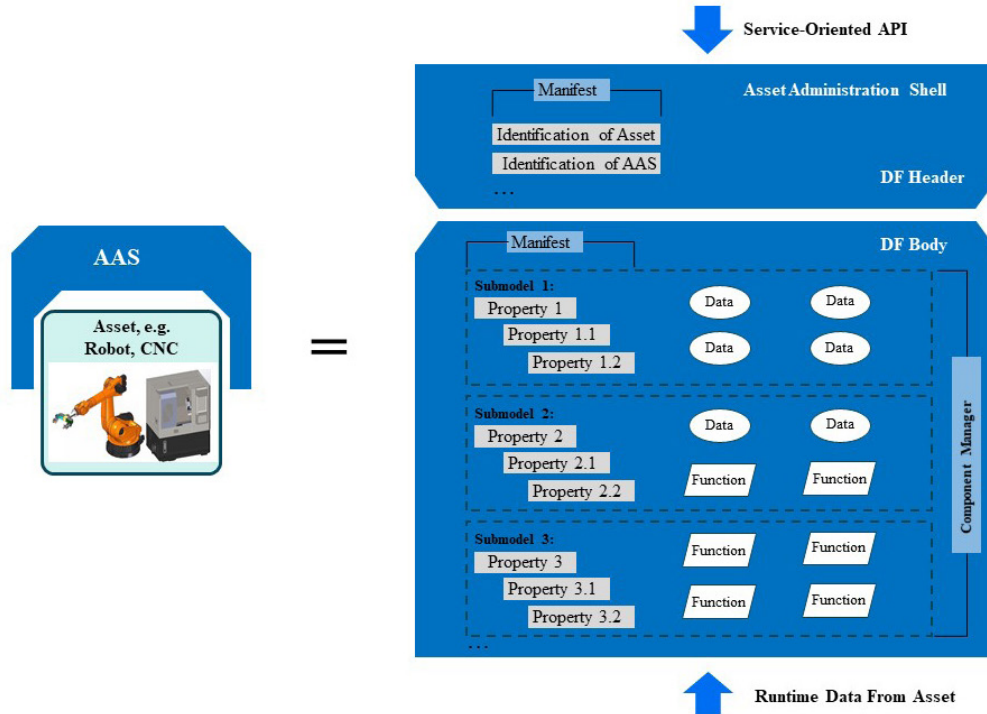 Service-Oriented API
Manifest
Asset Administration Shell
Identification of Asset
Identification of AAS
...
DF Header
AAS
Asset, e.g.
Robot, CNC
=
Manifest
DF Body
Submodel 1:
Property 1
Property 1.1
Property 1.2
Data
Data
Data
Data
Submodel 2:
Property 2
Property 2.1
Property 2.2
Data
Data
Function
Function
Submodel 3:
Property 3
Property 3.1
Property 3.2
Function
Function
Function
Function
...
Component Manager
Runtime Data From Asset